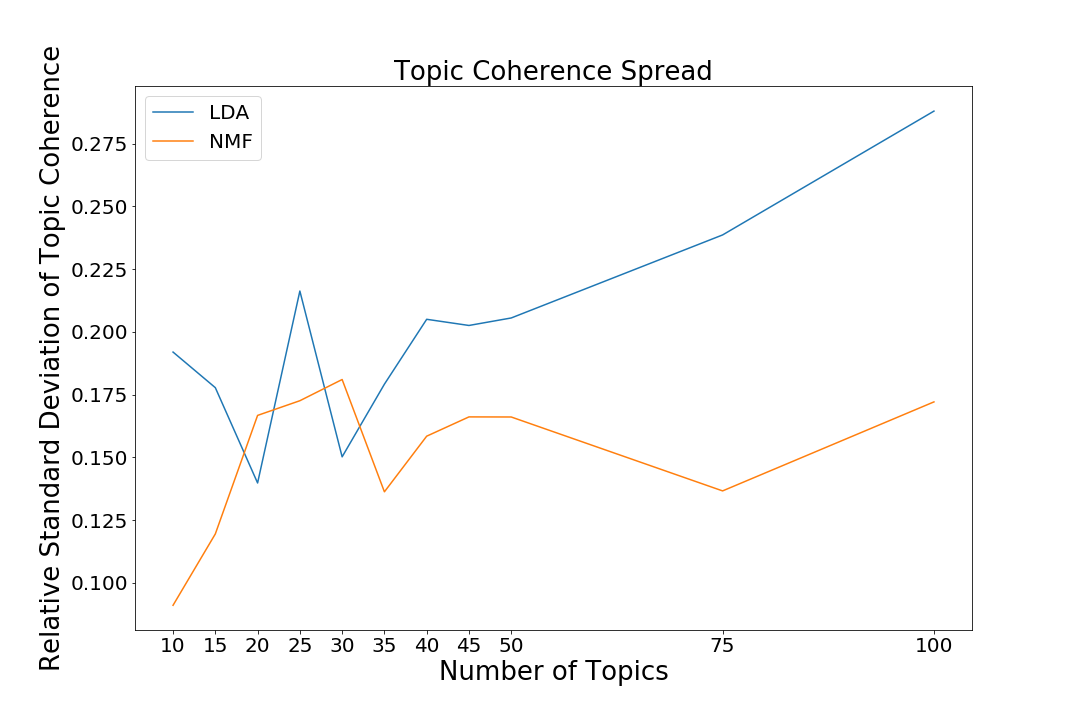 Topic Coherence Spread
LDA
NMF
Relative Standard Deviation of Topic Coherence
0.275
0.250
0.225
0.200
0.175
0.150
0.125
0.100
10 15 20 25 30 35 40 45 50 75 100
Number of Topics